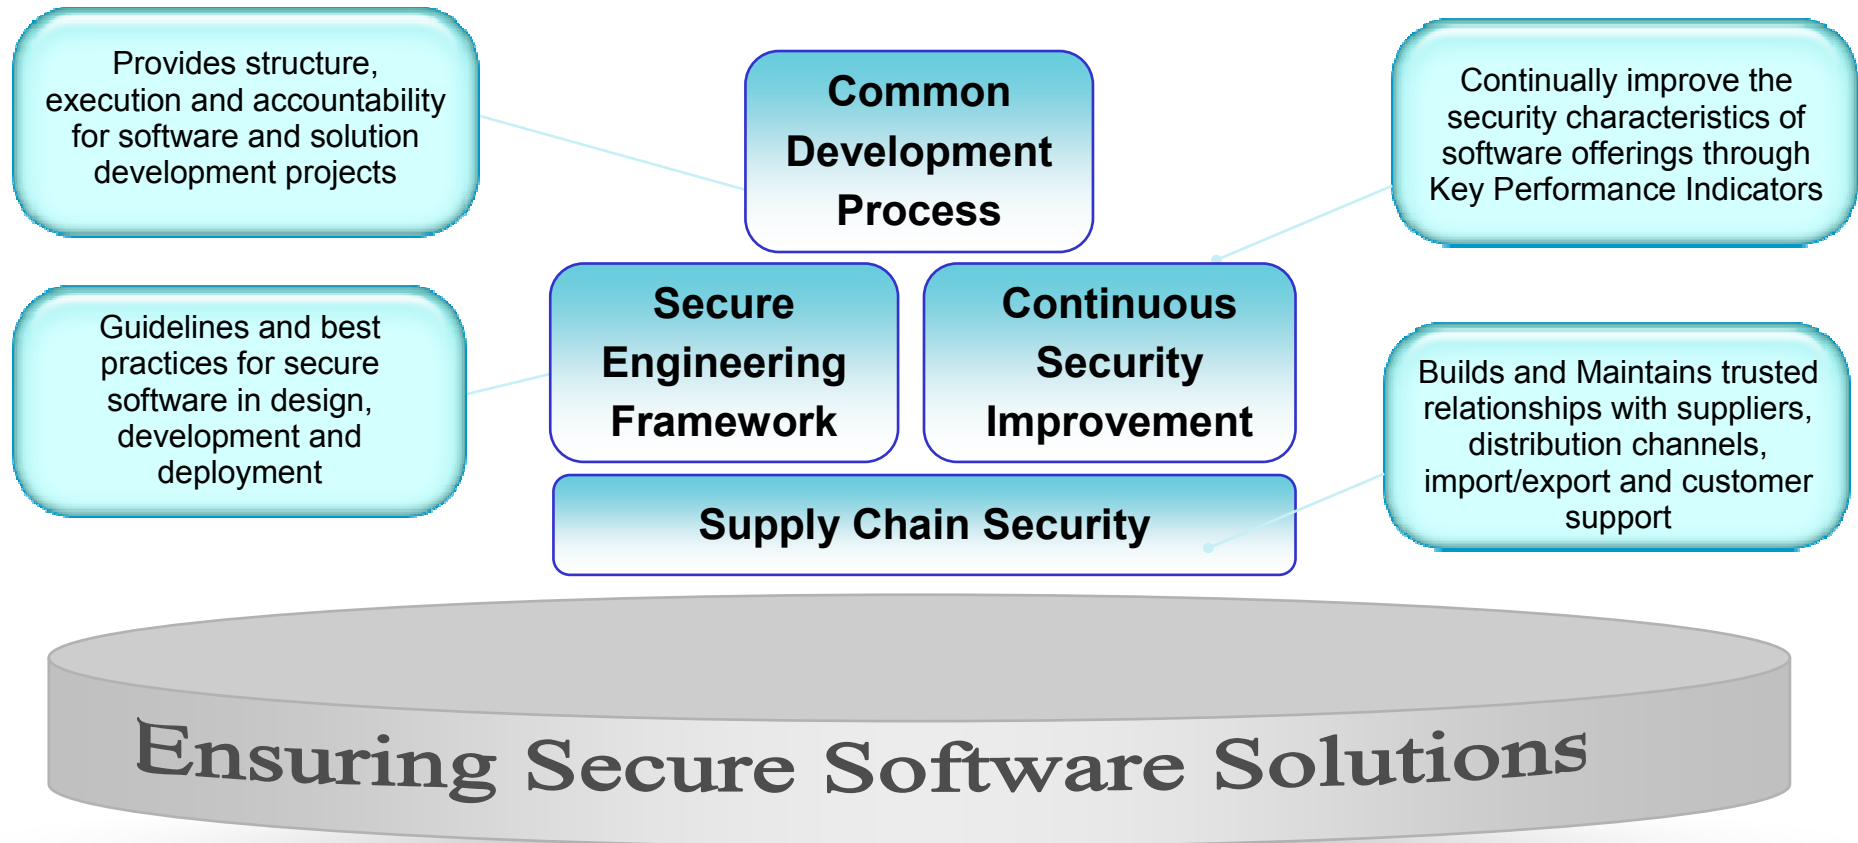 Provides structure,
execution and accountability
for software and solution
development projects
Common
Development
Process
Continually improve the
security characteristics of
software offerings through
Key Performance Indicators
Guidelines and best
practices for secure
software in design,
development and
deployment
Secure
Engineering
Framework
Continuous
Security
Improvement
Builds and Maintains trusted
relationships with suppliers,
distribution channels,
import/export and customer
support
Supply Chain Security
Ensuring Secure Software Solutions